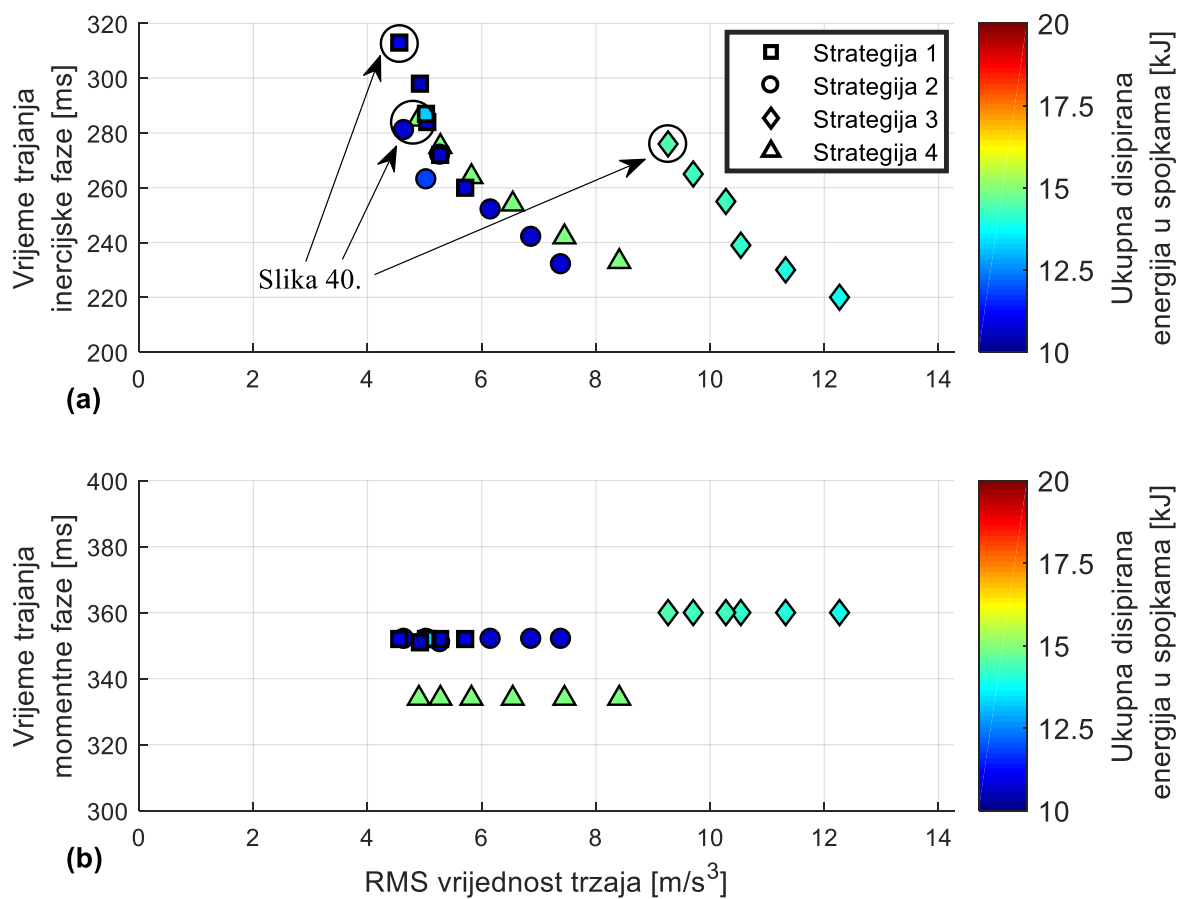 Vrijeme trajanja
inercijske faze [ms]
320
300
280
260
240
220
200
0
2
4
6
8
10
12
14
Slika 40.
Strategija 1
Strategija 2
Strategija 3
Strategija 4
20
17.5
15
12.5
10
Ukupna disipirana
energija u spojkama [kJ]
(a)
Vrijeme trajanja
momentne faze [ms]
400
380
360
340
320
300
0
2
4
6
8
10
12
14
20
17.5
15
12.5
10
Ukupna disipirana
energija u spojkama [kJ]
(b)
RMS vrijednost trzaja [m/s³]